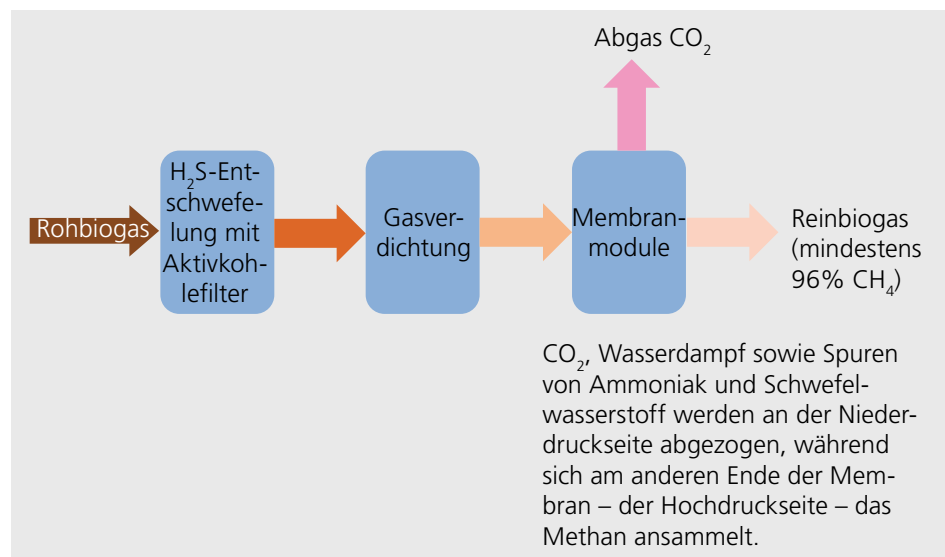 Abgas CO₂
Rohbiogas
H₂S-Ent-
schwefe-
lung mit
Aktivkoh-
lefilter
Gasver-
dichtung
Membran-
module
Reinbiogas
(mindestens
96% CH₄)
CO₂, Wasserdampf sowie Spuren
von Ammoniak und Schwefel-
wasserstoff werden an der Nieder-
druckseite abgezogen, während
sich am anderen Ende der Mem-
bran – der Hochdruckseite – das
Methan ansammelt.